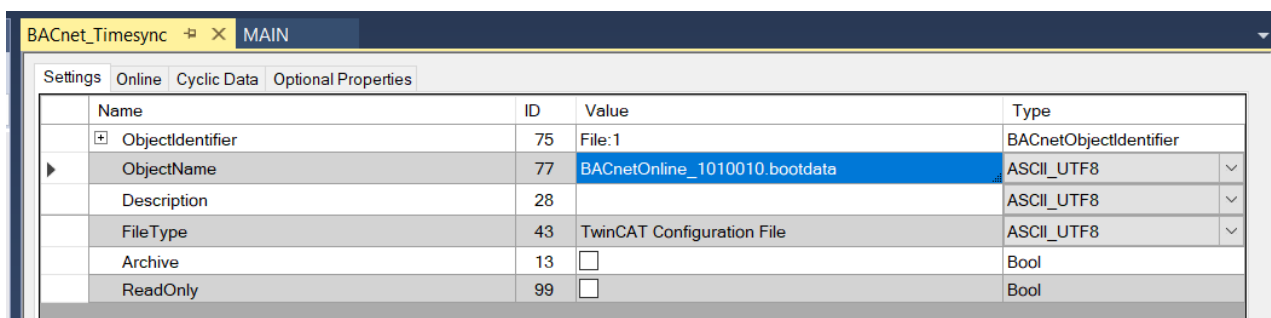 BACnet_Timesync MAIN
Settings Online Cyclic Data Optional Properties
Name ID Value Type
ObjectIdentifier 75 File:1 BACnetObjectIdentifier
ObjectName 77 BACnetOnline_1010010.bootdata ASCII_UTF8
Description 28 ASCII_UTF8
FileType 43 TwinCAT Configuration File ASCII_UTF8
Archive 13 Bool
ReadOnly 99 Bool